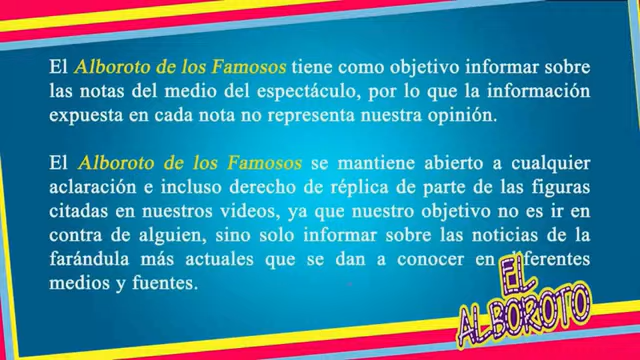 El Alboroto de los Famosos tiene como objetivo informar sobre
las notas del medio del espectáculo, por lo que la información
expuesta en cada nota no representa nuestra opinión.
El Alboroto de los Famosos se mantiene abierto a cualquier
aclaración e incluso derecho de réplica de parte de las figuras
citadas en nuestros videos, ya que nuestro objetivo no es ir en
contra de alguien, sino solo informar sobre las noticias de la
farándula más actuales que se dan a conocer en diferentes
medios y fuentes.
EL
ALBOROTO